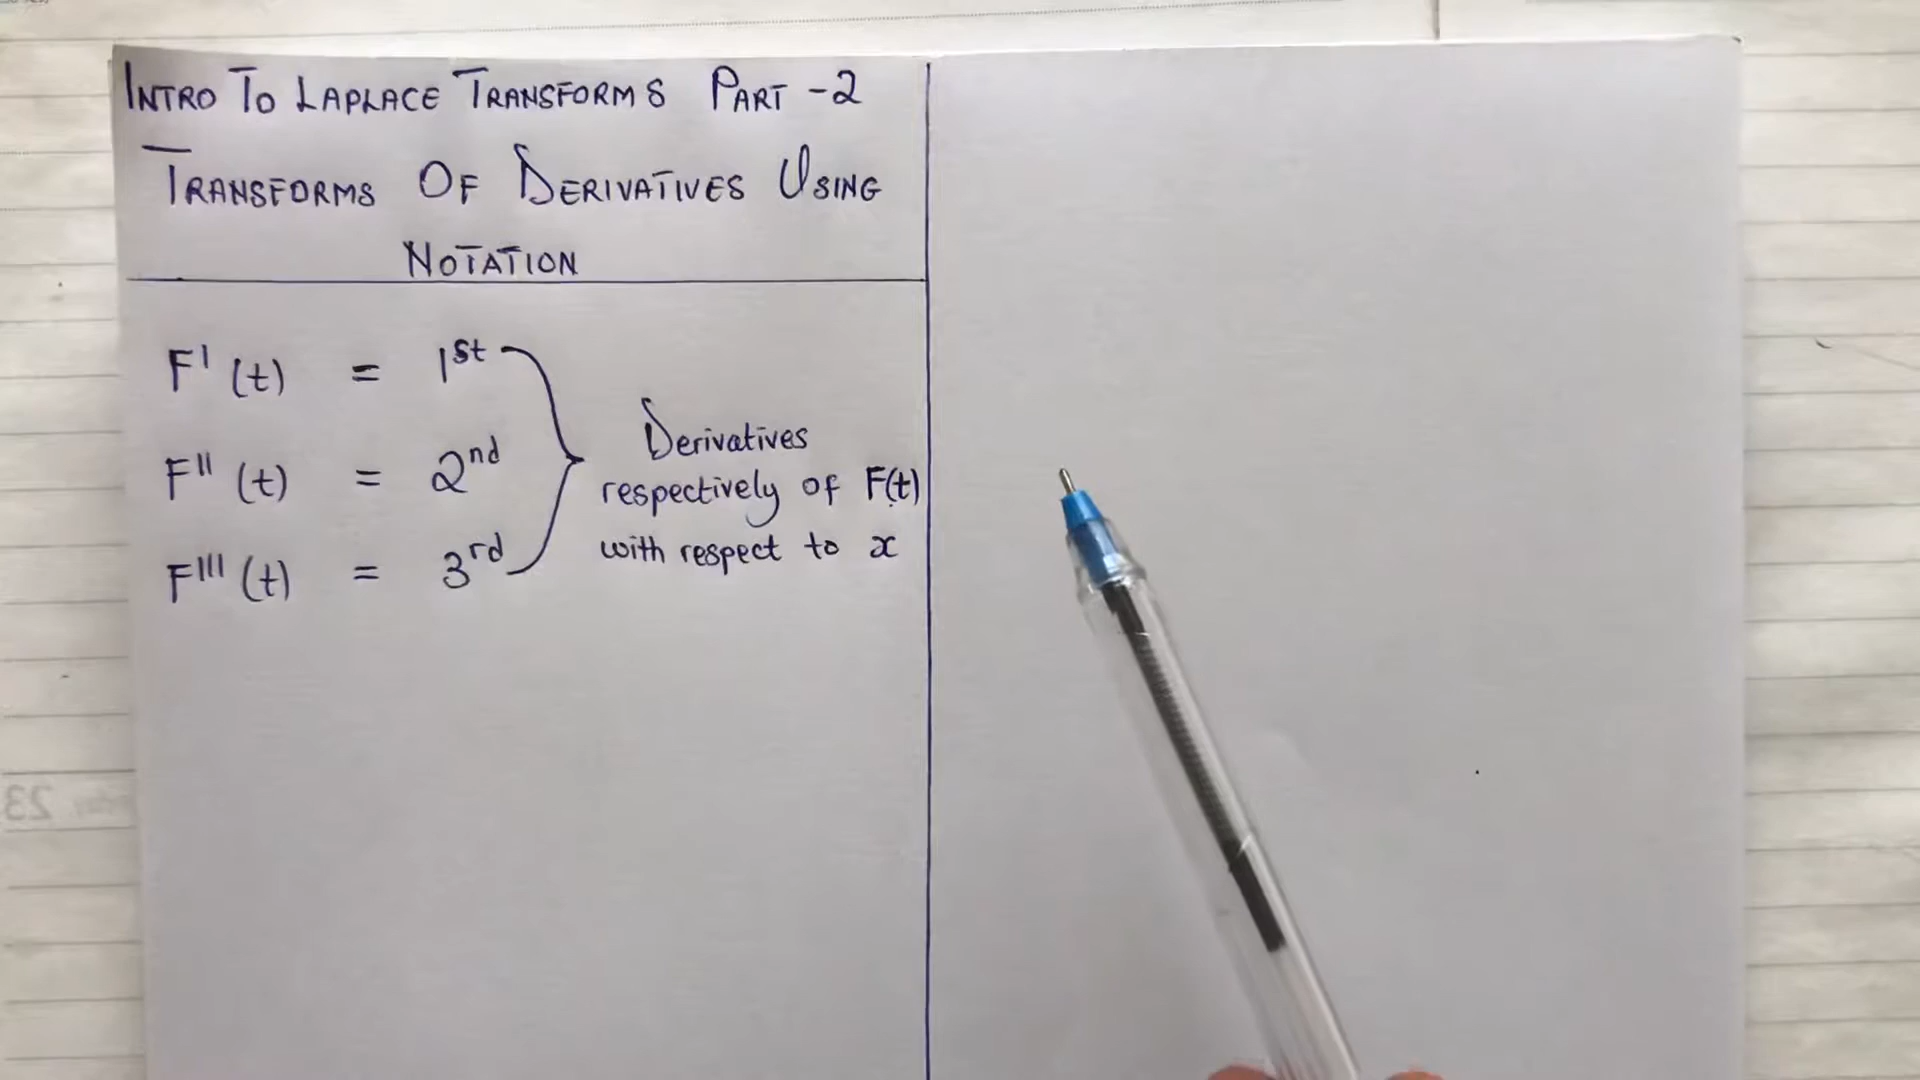 INTRO TO LAPLACE TRANSFORMS PART -2
TRANSFORMS OF DERIVATIVES USING
NOTATION
F'(t) = 1st
F''(t) = 2nd
F'''(t) = 3rd
Derivatives
respectively of F(t)
with respect to x
23